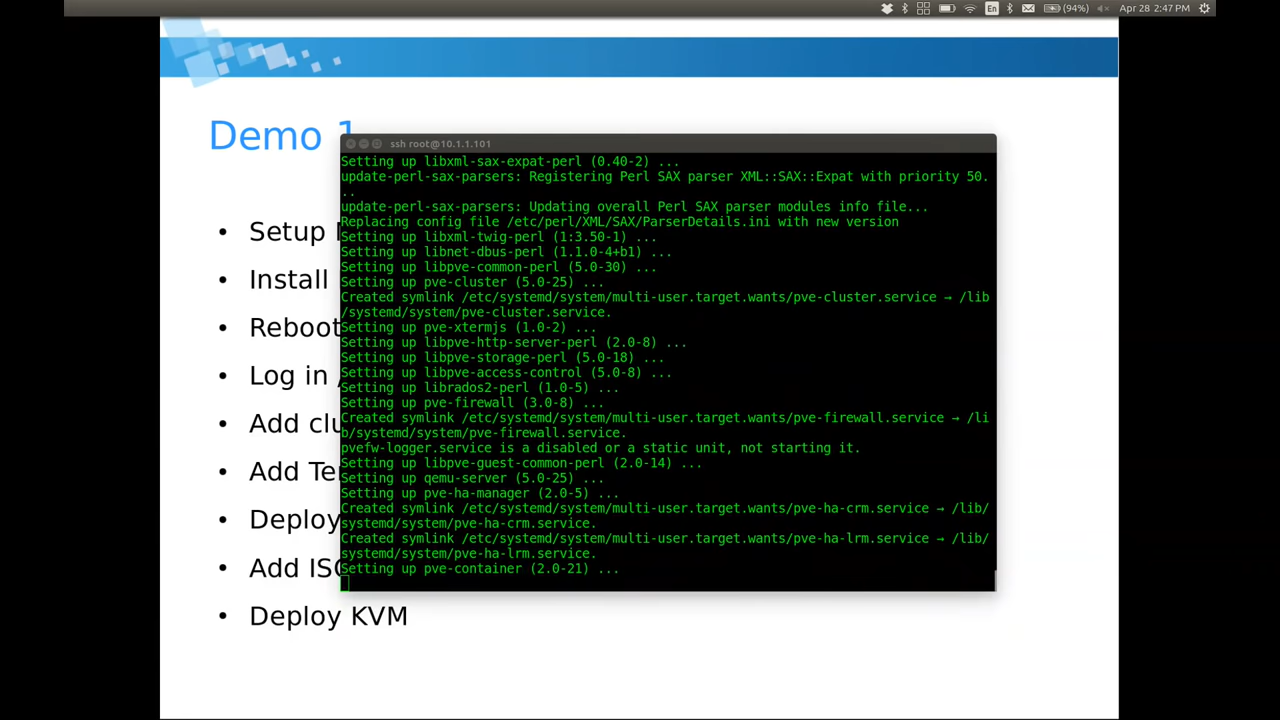 En
(94%)
Apr 28 2:47 PM
Demo 1
ssh root@10.1.1.101
Setting up libxml-sax-expat-perl (0.40-2) ...
update-perl-sax-parsers: Registering Perl SAX parser XML::SAX::Expat with priority 50.
..
update-perl-sax-parsers: Updating overall Perl SAX parser modules info file...
Replacing config file /etc/perl/XML/SAX/ParserDetails.ini with new version
Setting up libxml-twig-perl (1:3.50-1) ...
Setting up libnet-dbus-perl (1.1.0-4+b1) ...
Setting up libpve-common-perl (5.0-30) ...
Setting up pve-cluster (5.0-25) ...
Created symlink /etc/systemd/system/multi-user.target.wants/pve-cluster.service → /lib
/systemd/system/pve-cluster.service.
Setting up pve-xtermjs (1.0-2) ...
Setting up libpve-http-server-perl (2.0-8) ...
Setting up libpve-storage-perl (5.0-18) ...
Setting up libpve-access-control (5.0-8) ...
Setting up librados2-perl (1.0-5) ...
Setting up pve-firewall (3.0-8) ...
Created symlink /etc/systemd/system/multi-user.target.wants/pve-firewall.service → /li
b/systemd/system/pve-firewall.service.
pvefw-logger.service is a disabled or a static unit, not starting it.
Setting up libpve-guest-common-perl (2.0-14) ...
Setting up qemu-server (5.0-25) ...
Setting up pve-ha-manager (2.0-5) ...
Created symlink /etc/systemd/system/multi-user.target.wants/pve-ha-crm.service → /lib/
systemd/system/pve-ha-crm.service.
Created symlink /etc/systemd/system/multi-user.target.wants/pve-ha-lrm.service → /lib/
systemd/system/pve-ha-lrm.service.
Setting up pve-container (2.0-21) ...
• Setup
• Install
• Reboot
• Log in
• Add
• Add
• Deploy
• Add
• Deploy KVM